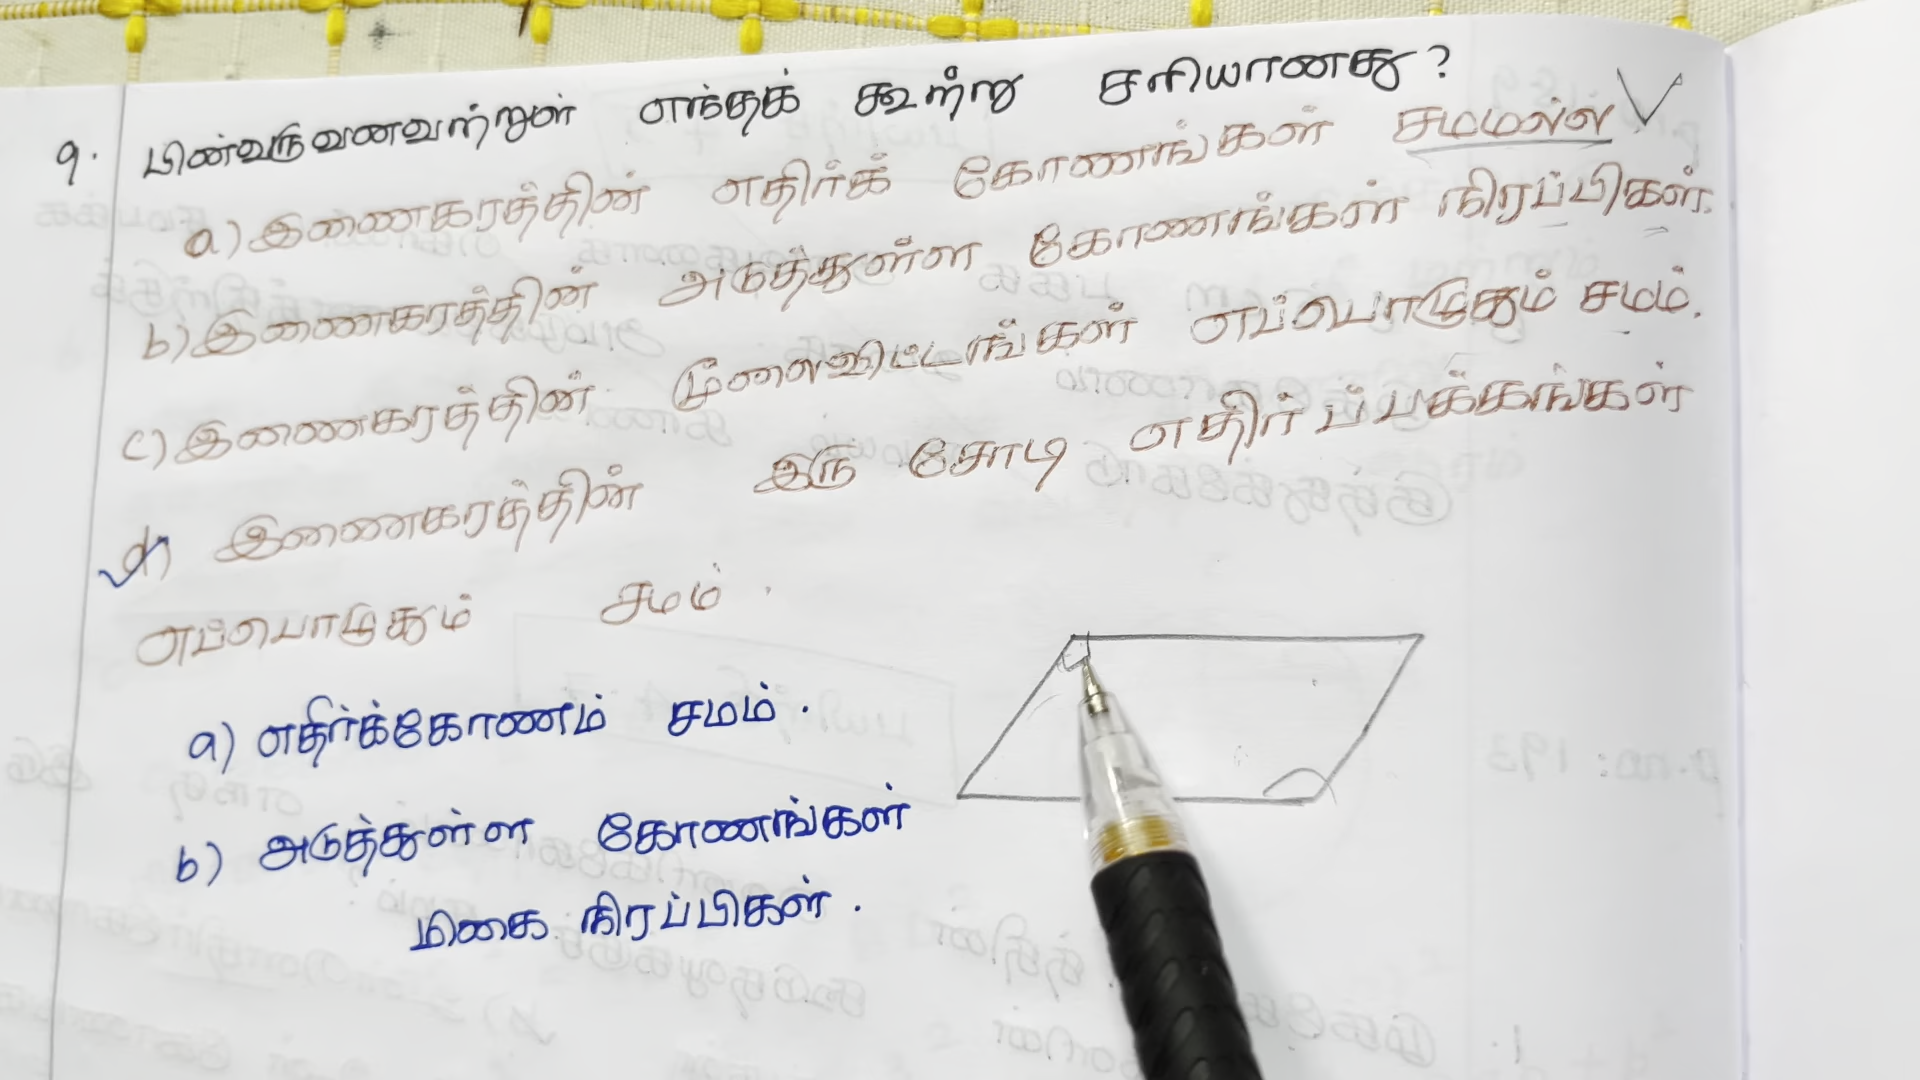 9. பின்வருவனவற்றுள் எந்தக் கூற்று சரியானது?
a) இணைகரத்தின் எதிர்க் கோணங்கள் சமமல்ல
b) இணைகரத்தின் அடுத்துள்ள கோணங்கள் நிரப்பிகள்.
c) இணைகரத்தின் மூலைவிட்டங்கள் எப்பொழுதும் சமம்.
d) இணைகரத்தின் இரு சோடி எதிர்ப்பக்கங்கள்
எப்பொழுதும் சமம்.
a) எதிர்க்கோணம் சமம்.
b) அடுத்துள்ள கோணங்கள்
மிகை நிரப்பிகள்.